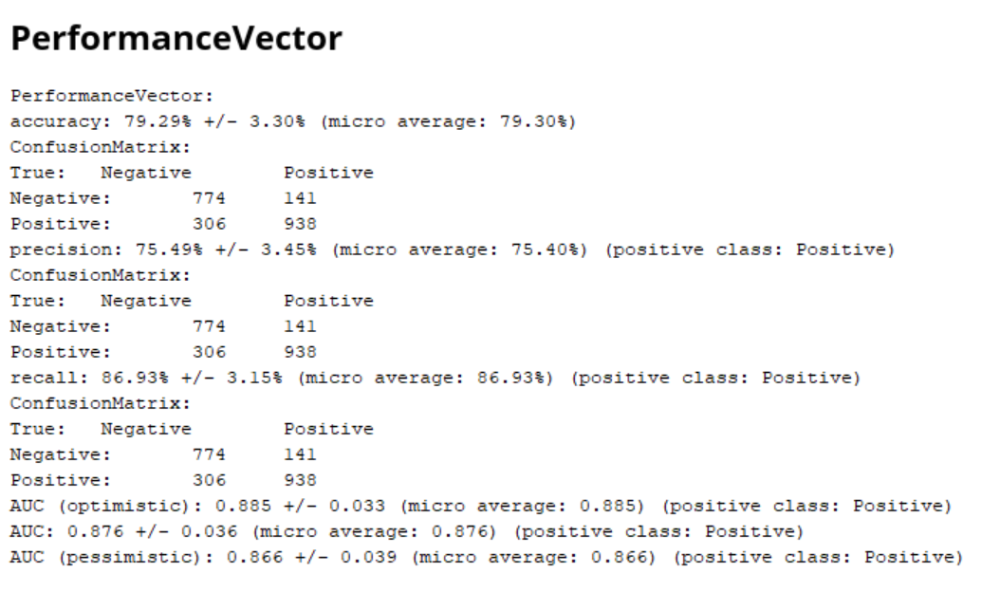 PerformanceVector
PerformanceVector:
accuracy: 79.29% +/- 3.30% (micro average: 79.30%)
ConfusionMatrix:
True: Negative Positive
Negative: 774 141
Positive: 306 938
precision: 75.49% +/- 3.45% (micro average: 75.40%) (positive class: Positive)
ConfusionMatrix:
True: Negative Positive
Negative: 774 141
Positive: 306 938
recall: 86.93% +/- 3.15% (micro average: 86.93%) (positive class: Positive)
ConfusionMatrix:
True: Negative Positive
Negative: 774 141
Positive: 306 938
AUC (optimistic): 0.885 +/- 0.033 (micro average: 0.885) (positive class: Positive)
AUC: 0.876 +/- 0.036 (micro average: 0.876) (positive class: Positive)
AUC (pessimistic): 0.866 +/- 0.039 (micro average: 0.866) (positive class: Positive)